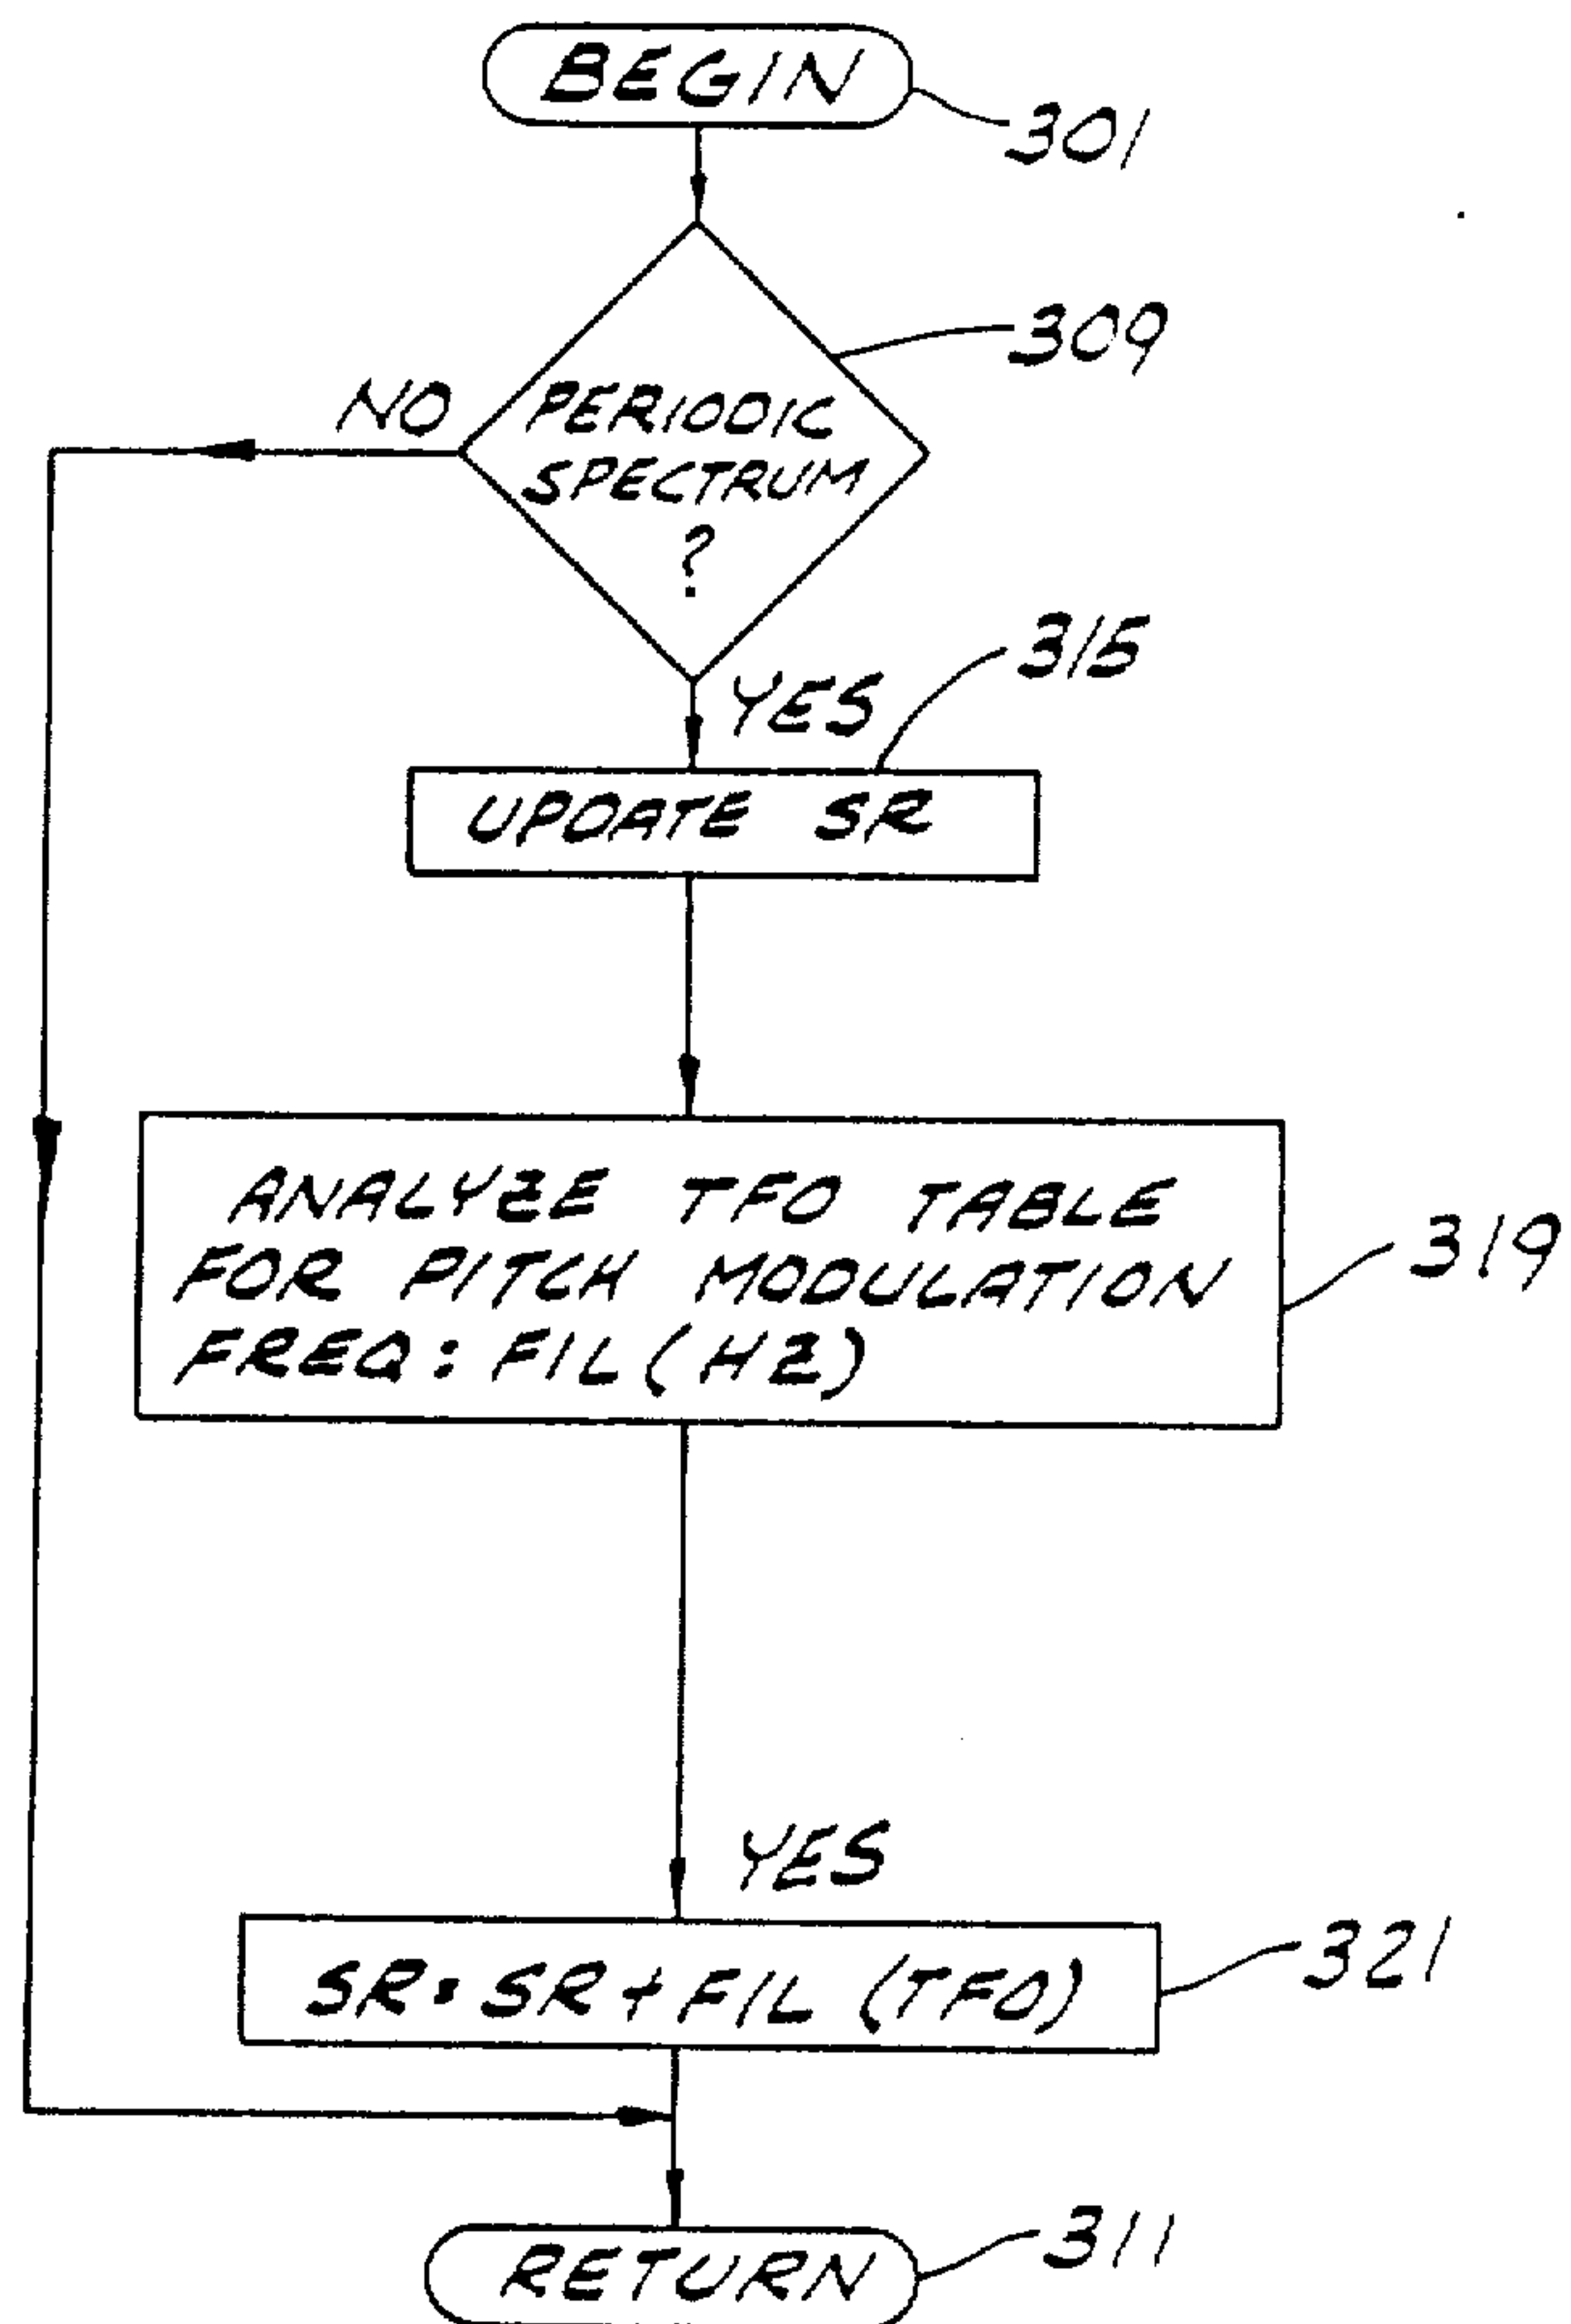 BEGIN
301
309
NO
PERIODIC
SPECTRUM
?
315
YES
UPDATE SR
ANALYZE TFO TABLE
FOR PITCH MODULATION
FREQ: FIL (HZ)
319
YES
SR: SR + FIL (TFO)
321
RETURN
311